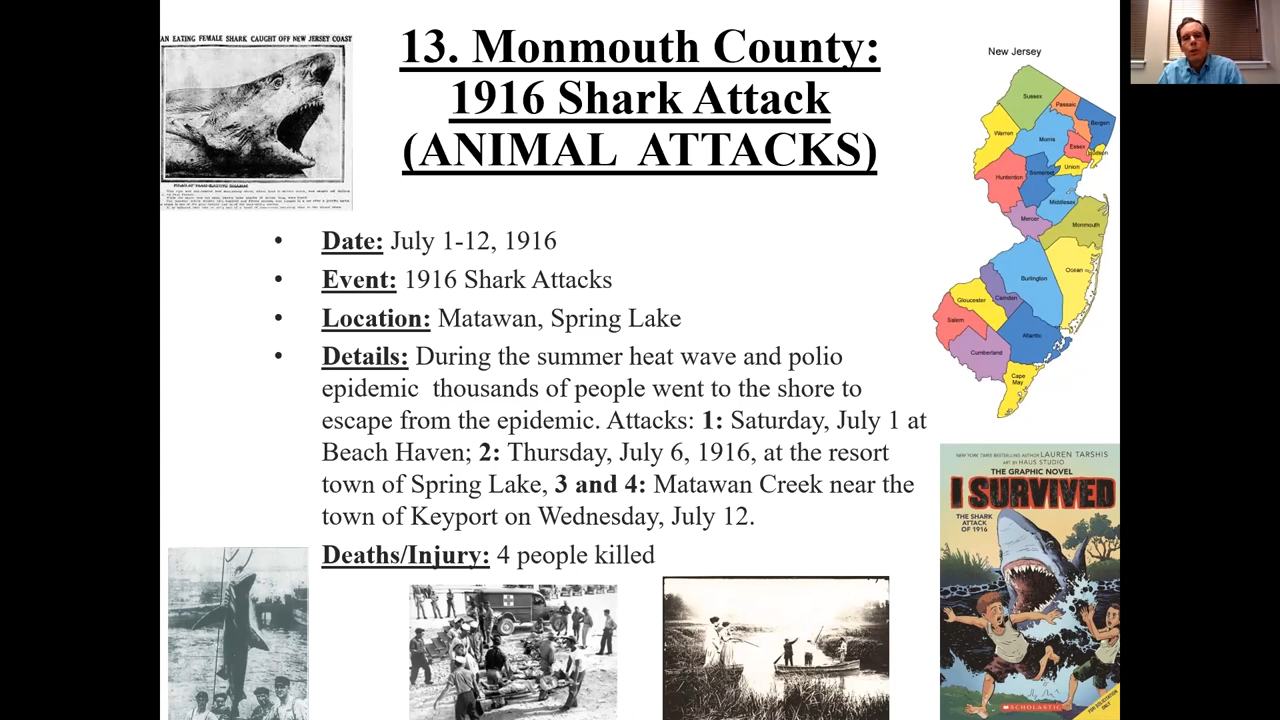 AN EATING FEMALE SHARK CAUGHT OFF NEW JERSEY COAST
13. Monmouth County:
1916 Shark Attack
(ANIMAL ATTACKS)
• Date: July 1-12, 1916
• Event: 1916 Shark Attacks
• Location: Matawan, Spring Lake
• Details: During the summer heat wave and polio
epidemic thousands of people went to the shore to
escape from the epidemic. Attacks: 1: Saturday, July 1 at
Beach Haven; 2: Thursday, July 6, 1916, at the resort
town of Spring Lake, 3 and 4: Matawan Creek near the
town of Keyport on Wednesday, July 12.
Deaths/Injury: 4 people killed
New Jersey
Sussex
Passaic
Bergen
Warren
Morris
Essex
Hudson
Union
Somerset
Hunterdon
Middlesex
Mercer
Monmouth
Ocean
Burlington
Camden
Gloucester
Salem
Atlantic
Cumberland
Cape
May
NEW YORK TIMES BESTSELLING AUTHOR LAUREN TARSHIS
ART BY HAUS STUDIO
THE GRAPHIC NOVEL
I SURVIVED
THE SHARK
ATTACK
OF 1916
SCHOLASTIC
ONLY